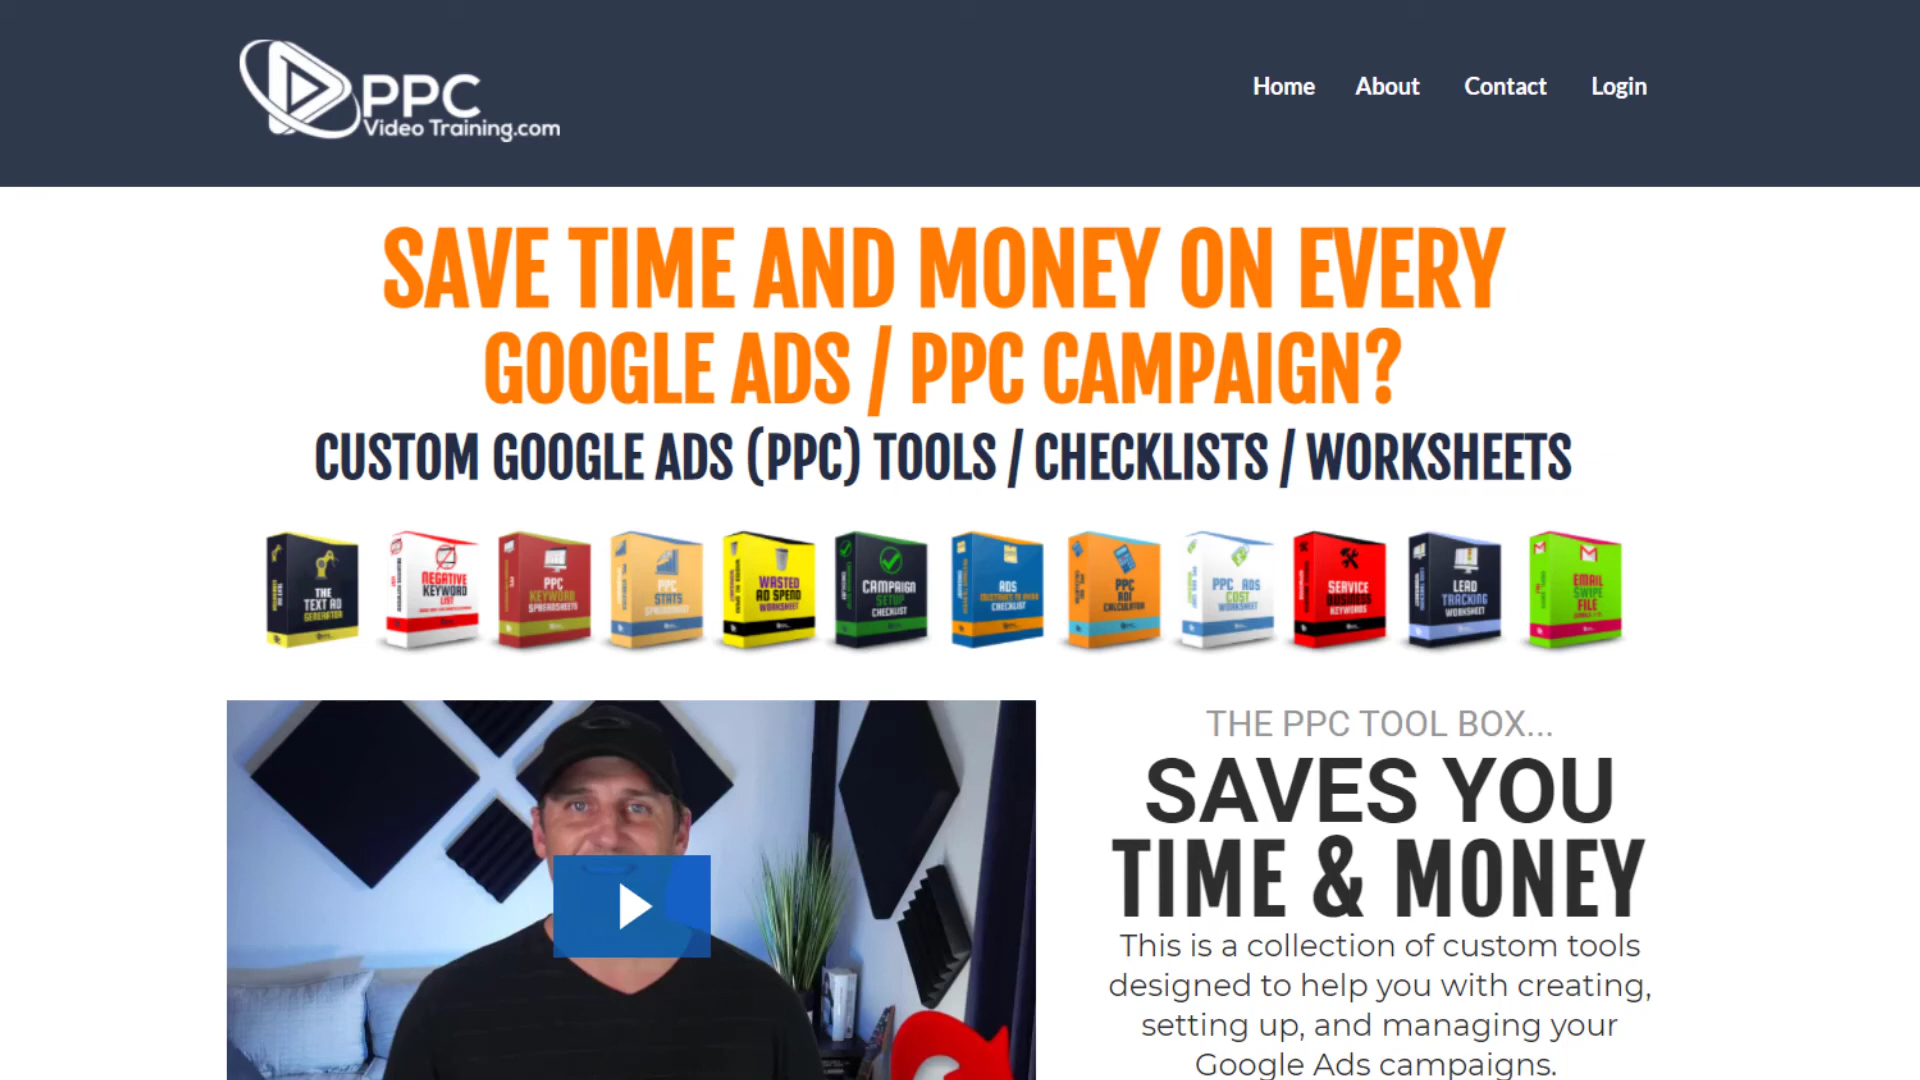 PPC
Video Training.com
Home About Contact Login
SAVE TIME AND MONEY ON EVERY
GOOGLE ADS / PPC CAMPAIGN?
CUSTOM GOOGLE ADS (PPC) TOOLS / CHECKLISTS / WORKSHEETS
THE
TEXT AD
GENERATOR
NEGATIVE
KEYWORD
LIST
PPC
KEYWORD
SPREADSHEETS
PPC
STATS
SPREADSHEET
WASTED
AD SPEND
WORKSHEET
CAMPAIGN
SETUP
CHECKLIST
ADS
CHECKLIST
PPC
ROI
CALCULATOR
PPC ADS
COST
WORKSHEET
SERVICE
BUSINESS
KEYWORDS
LEAD
TRACKING
WORKSHEET
EMAIL
SWIPE
FILE
THE PPC TOOL BOX...
SAVES YOU
TIME & MONEY
This is a collection of custom tools
designed to help you with creating,
setting up, and managing your
Google Ads campaigns.